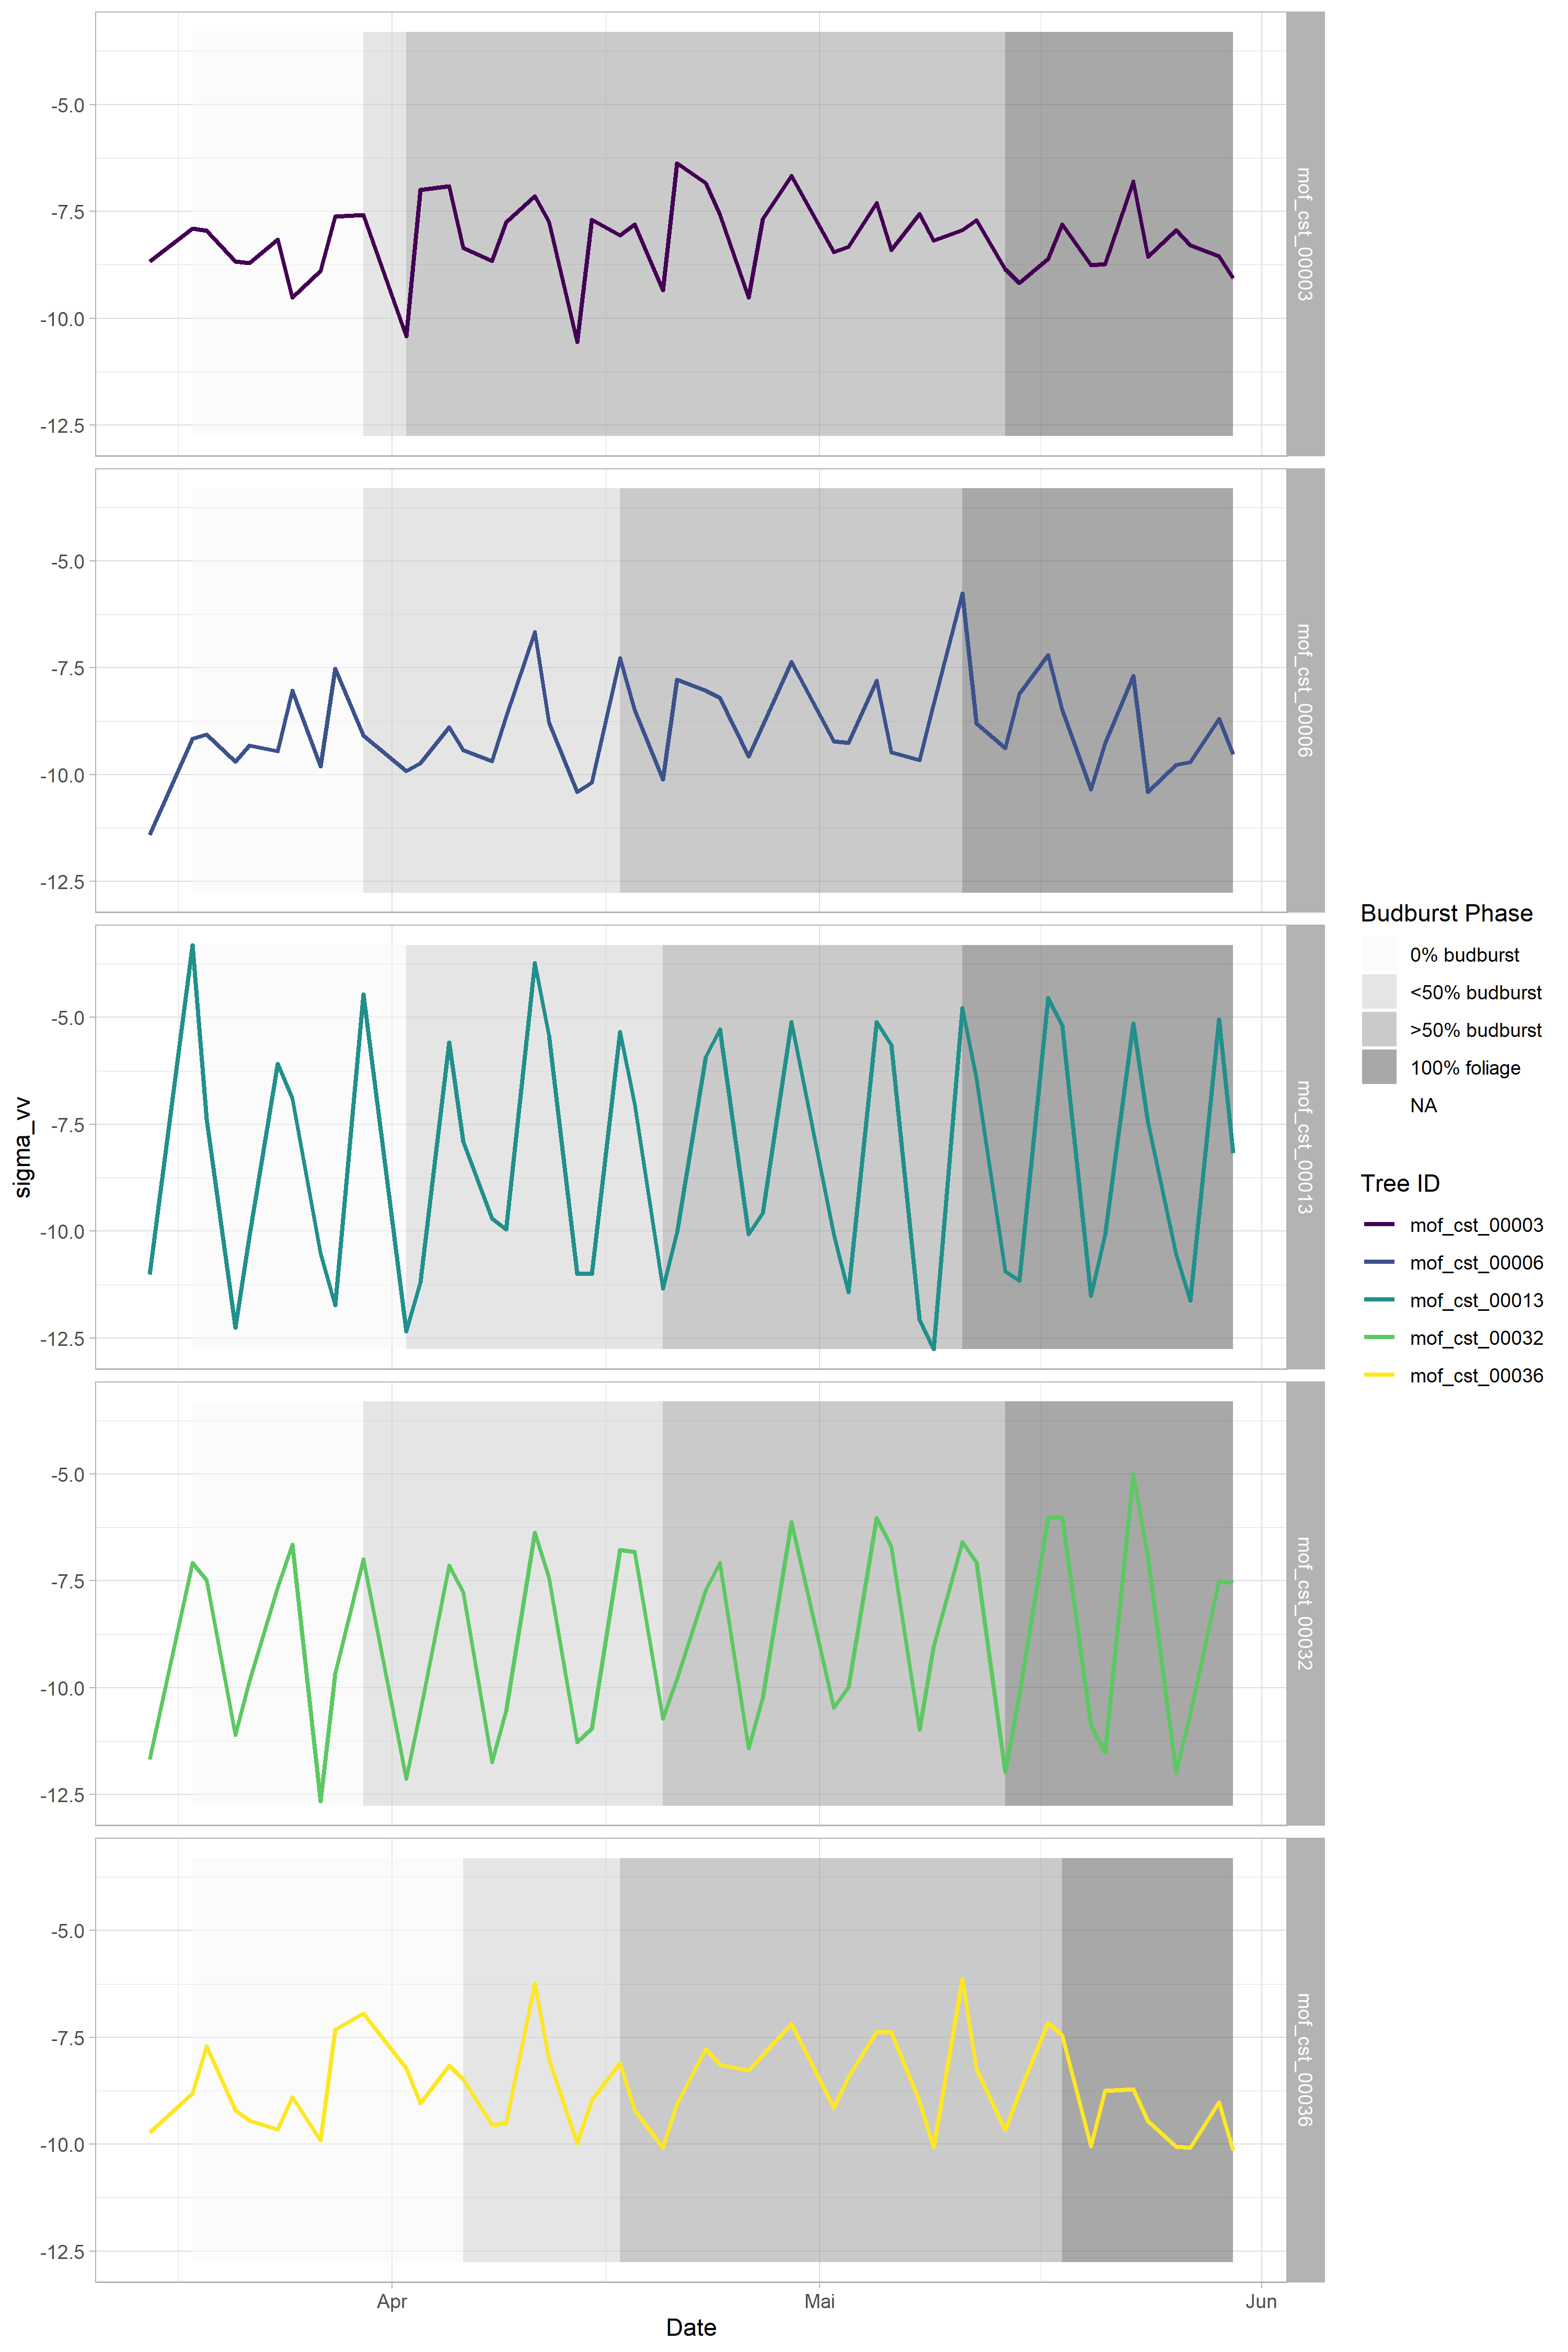 -5.0
-7.5
-10.0
-12.5
mof_cst_00003
-5.0
-7.5
-10.0
-12.5
mof_cst_00006
-5.0
-7.5
-10.0
-12.5
mof_cst_00013
-5.0
-7.5
-10.0
-12.5
mof_cst_00032
-5.0
-7.5
-10.0
-12.5
mof_cst_00036
sigma_vv
Apr
Mai
Jun
Date
Budburst Phase
0% budburst
<50% budburst
>50% budburst
100% foliage
NA
Tree ID
mof_cst_00003
mof_cst_00006
mof_cst_00013
mof_cst_00032
mof_cst_00036